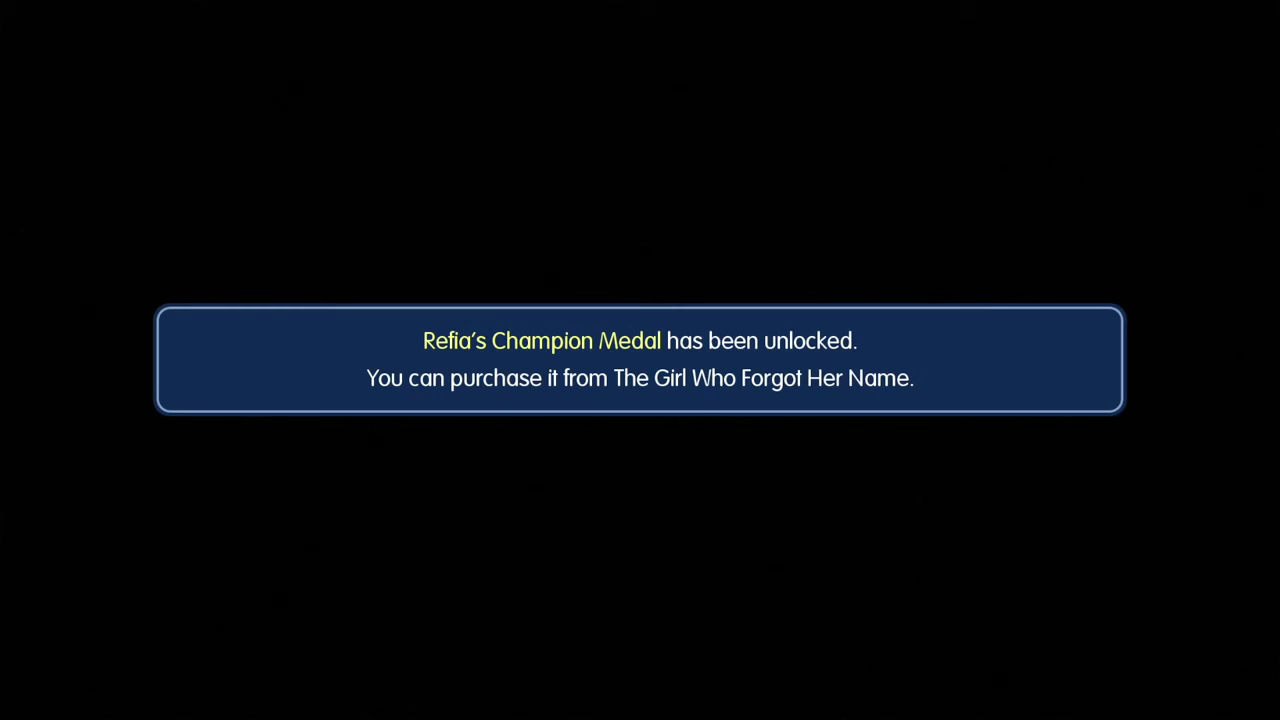 Refia's Champion Medal has been unlocked.
You can purchase it from The Girl Who Forgot Her Name.